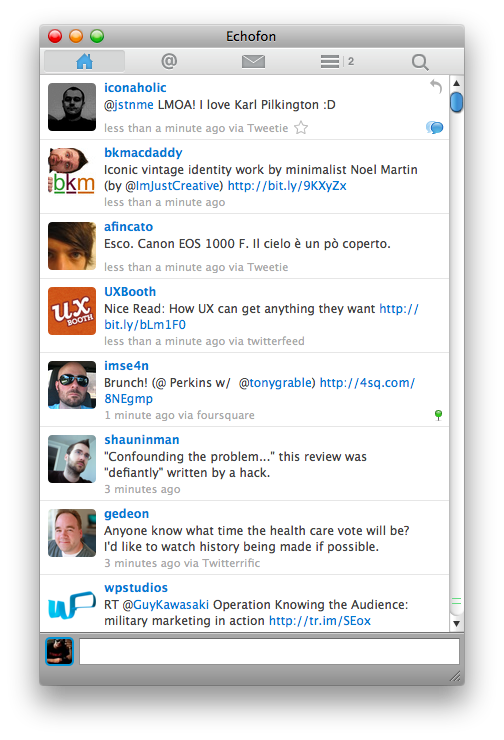 Echofon
@
2
iconaholic
@jstnme LMOA! I love Karl Pilkington :D
less than a minute ago via Tweetie
bkmacdaddy
bkm
Iconic vintage identity work by minimalist Noel Martin
(by @ImJustCreative) http://bit.ly/9KXyZx
less than a minute ago
afincato
Esco. Canon EOS 1000 F. Il cielo è un pò coperto.
less than a minute ago via Tweetie
UXBooth
ux
BOOTH
Nice Read: How UX can get anything they want http://
bit.ly/bLm1F0
less than a minute ago via twitterfeed
imse4n
Brunch! (@ Perkins w/  @tonygrable) http://4sq.com/
8NEgmp
1 minute ago via foursquare
shauninman
"Confounding the problem..." this review was
"defiantly" written by a hack.
3 minutes ago
gedeon
Anyone know what time the health care vote will be?
I'd like to watch history being made if possible.
3 minutes ago via Twitterrific
wpstudios
RT @GuyKawasaki Operation Knowing the Audience:
military marketing in action http://tr.im/SEox